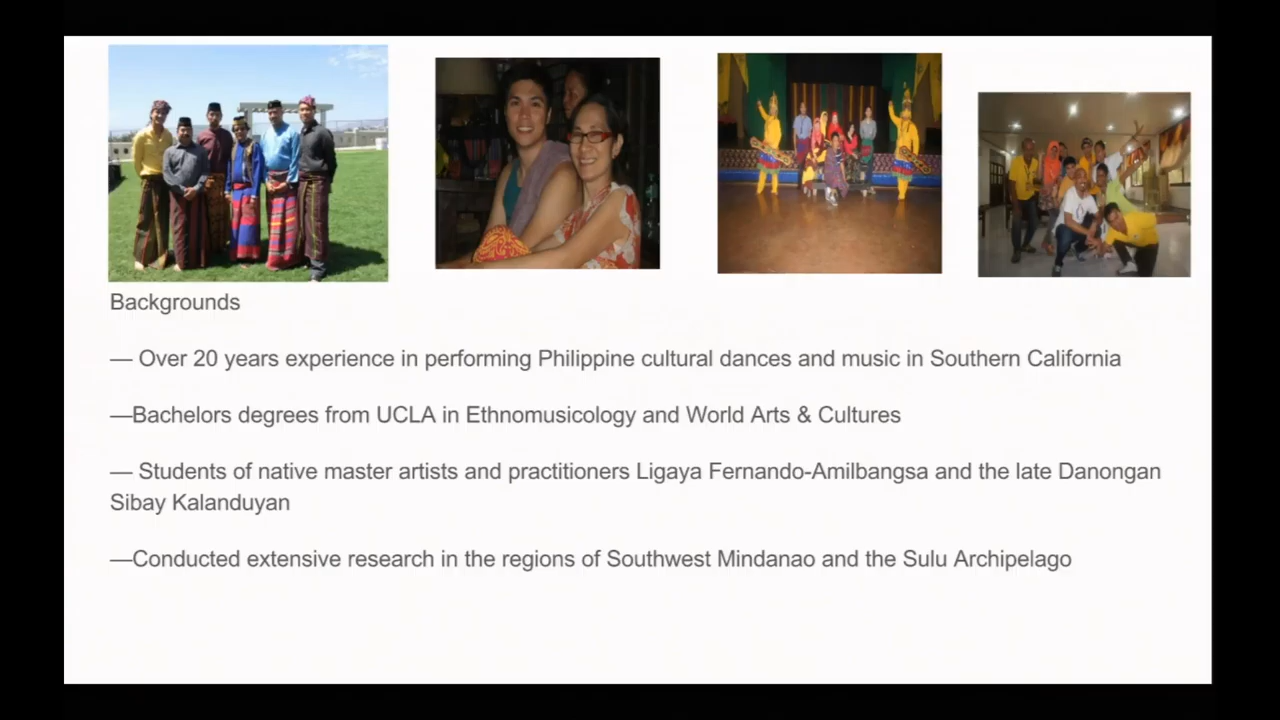 Backgrounds
— Over 20 years experience in performing Philippine cultural dances and music in Southern California
—Bachelors degrees from UCLA in Ethnomusicology and World Arts & Cultures
— Students of native master artists and practitioners Ligaya Fernando-Amilbangsa and the late Danongan
Sibay Kalanduyan
—Conducted extensive research in the regions of Southwest Mindanao and the Sulu Archipelago